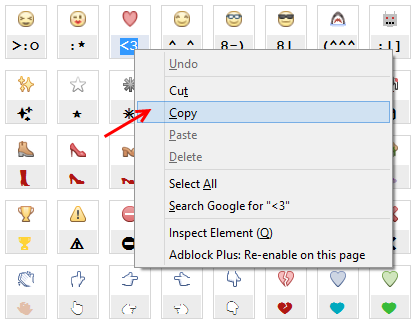 >:o :* <3 ^_^ 8-) 8| (^^^ :|]
Undo
Cut
Copy
Paste
Delete
Select All
Search Google for "<3"
Inspect Element (Q)
Adblock Plus: Re-enable on this page